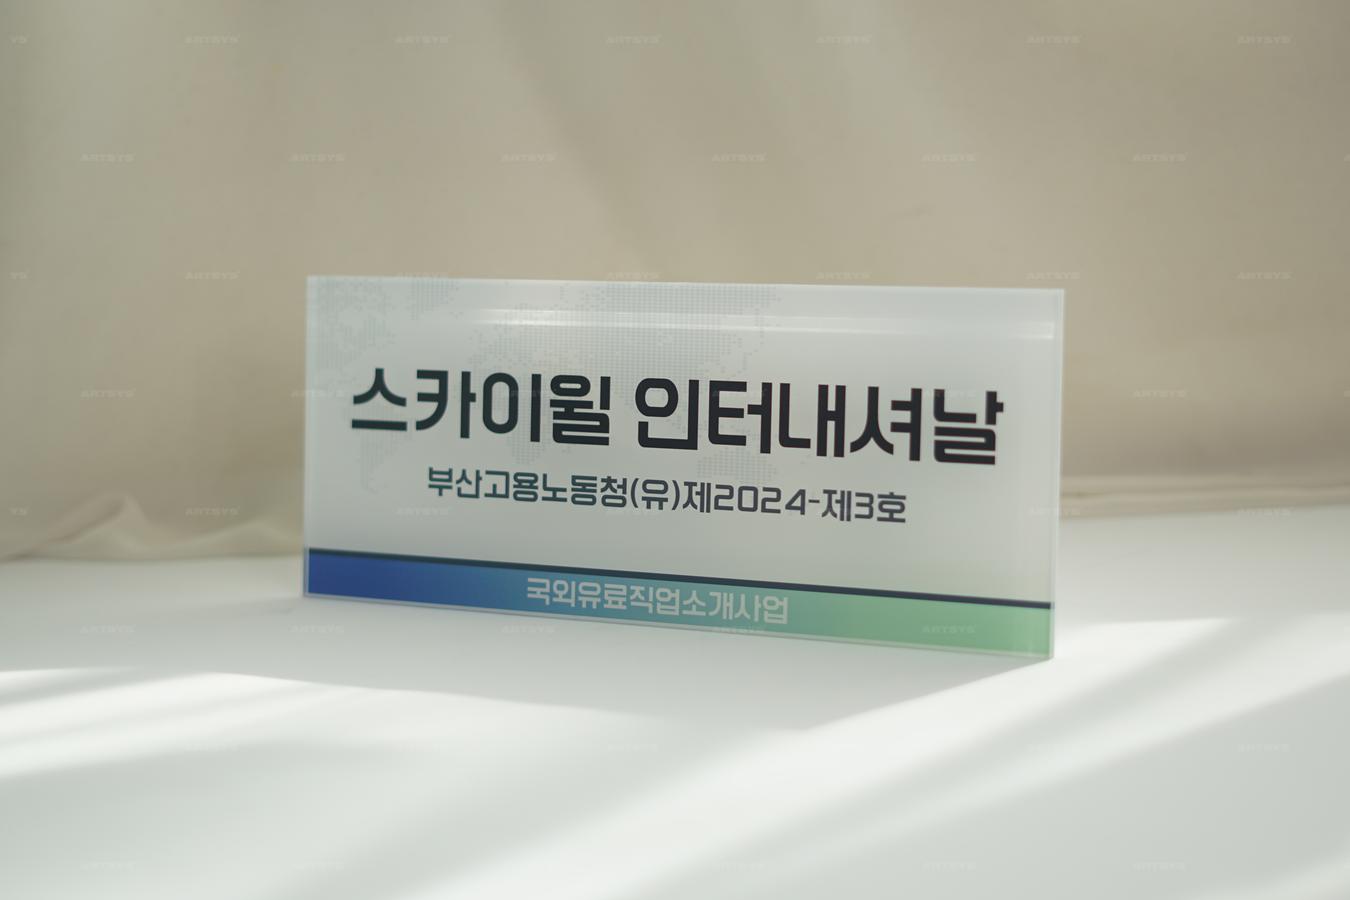 스카이윌 인터내셔날
부산고용노동청(유)제2024-제3호
국외유료직업소개사업
ARTSYS